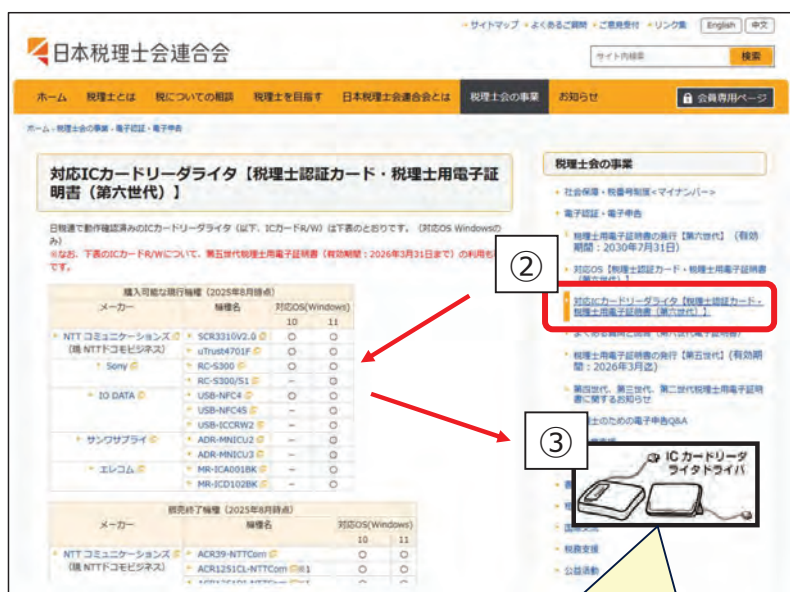 サイトマップ よくあるご質問 ご意見受付 リンク集 English 中文
日本税理士会連合会
サイト内検索 検索
ホーム 税理士とは 税についての相談 税理士を目指す 日本税理士会連合会とは 税理士会の事業 お知らせ 会員専用ページ
ホーム・税理士会の事業・電子認証・電子申告
対応ICカードリーダライタ【税理士認証カード・税理士用電子証
明書（第六世代）】
日税連で動作確認済みのICカードリーダライタ（以下、ICカードR/W）は下表のとおりです。（対応OS Windowsの
み）
※なお、下表のICカードR/Wについて、第五世代税理士用電子証明書（有効期間：2026年3月31日まで）の利用も
です。
購入可能な現行機種（2025年8月時点）
メーカー 機種名 対応OS(Windows)
10 11
NTTコミュニケーションズ SCR3310V2.0 ○ ○
(現 NTTドコモビジネス) uTrust4701F ○ ○
Sony RC-S300 ○ ○
RC-S300/S1 － ○
IO DATA USB-NFC4 ○ ○
USB-NFC4S － ○
USB-ICCRW2 － ○
サンワサプライ ADR-MNICU2 － ○
ADR-MNICU3 － ○
エレコム MR-ICA001BK － ○
MR-ICD102BK － ○
販売終了機種（2025年8月時点）
メーカー 機種名 対応OS(Windows)
10 11
NTTコミュニケーションズ ACR39-NTTCom ○ ○
(現 NTTドコモビジネス) ACR1251CL-NTTCom ※1 ○ ○
税理士会の事業
社会保障・税番号制度<マイナンバー>
電子認証・電子申告
税理士用電子証明書の発行【第六世代】（有効
期間：2030年7月31日）
対応OS【税理士認証カード・税理士用電子証明書
（第六世代）】
対応ICカードリーダライタ【税理士認証カード・
税理士用電子証明書（第六世代）】
よくある質問と回答（第六世代電子証明書）
税理士用電子証明書の発行【第五世代】(有効期
間：2026年3月迄)
第四世代、第三世代、第二世代税理士用電子証明
書に関するお知らせ
理士のための電子申告Q&A
②
③
ICカードリーダ
ライタドライバ
税務支援
公益活動